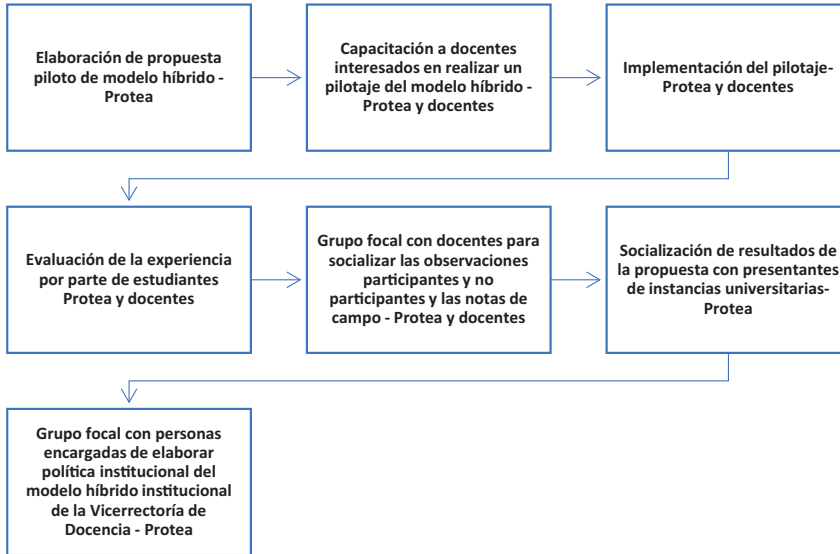 Elaboración de propuesta
piloto de modelo híbrido -
Protea
Capacitación a docentes
interesados en realizar un
pilotaje del modelo híbrido -
Protea y docentes
Implementación del pilotaje-
Protea y docentes
Evaluación de la experiencia
por parte de estudiantes
Protea y docentes
Grupo focal con docentes para
socializar las observaciones
participantes y no
participantes y las notas de
campo - Protea y docentes
Socialización de resultados de
la propuesta con presentantes
de instancias universitarias-
Protea
Grupo focal con personas
encargadas de elaborar
política institucional del
modelo híbrido institucional
de la Vicerrectoría de
Docencia - Protea